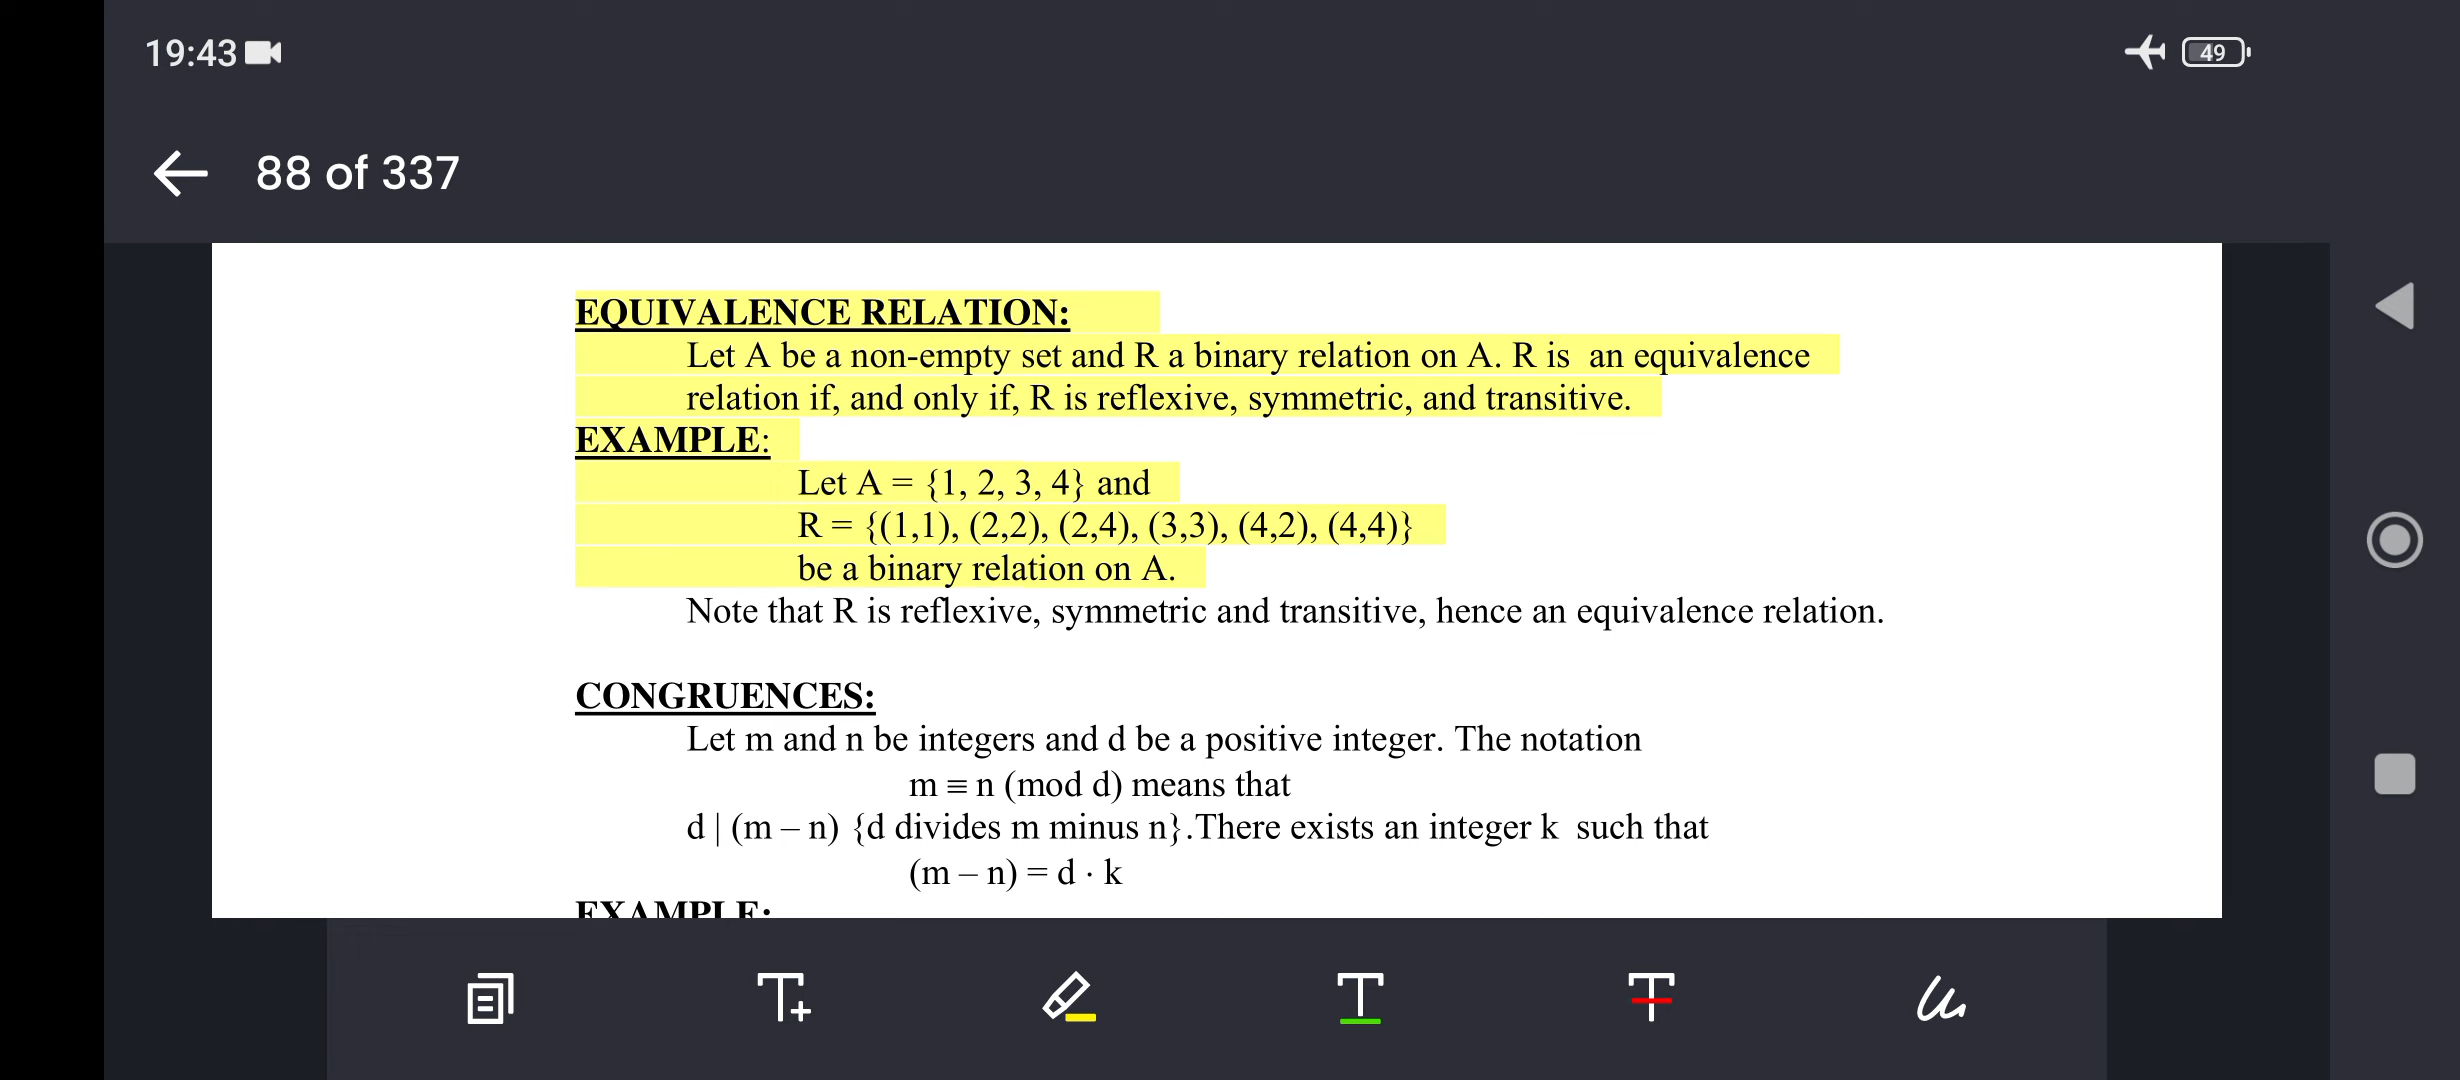 19:43
49
88 of 337
EQUIVALENCE RELATION:
Let A be a non-empty set and R a binary relation on A. R is  an equivalence
relation if, and only if, R is reflexive, symmetric, and transitive.
EXAMPLE:
Let A = {1, 2, 3, 4} and
R = {(1,1), (2,2), (2,4), (3,3), (4,2), (4,4)}
be a binary relation on A.
Note that R is reflexive, symmetric and transitive, hence an equivalence relation.
CONGRUENCES:
Let m and n be integers and d be a positive integer. The notation
m ≡ n (mod d) means that
d | (m – n) {d divides m minus n}.There exists an integer k  such that
(m – n) = d · k
EXAMPLE: